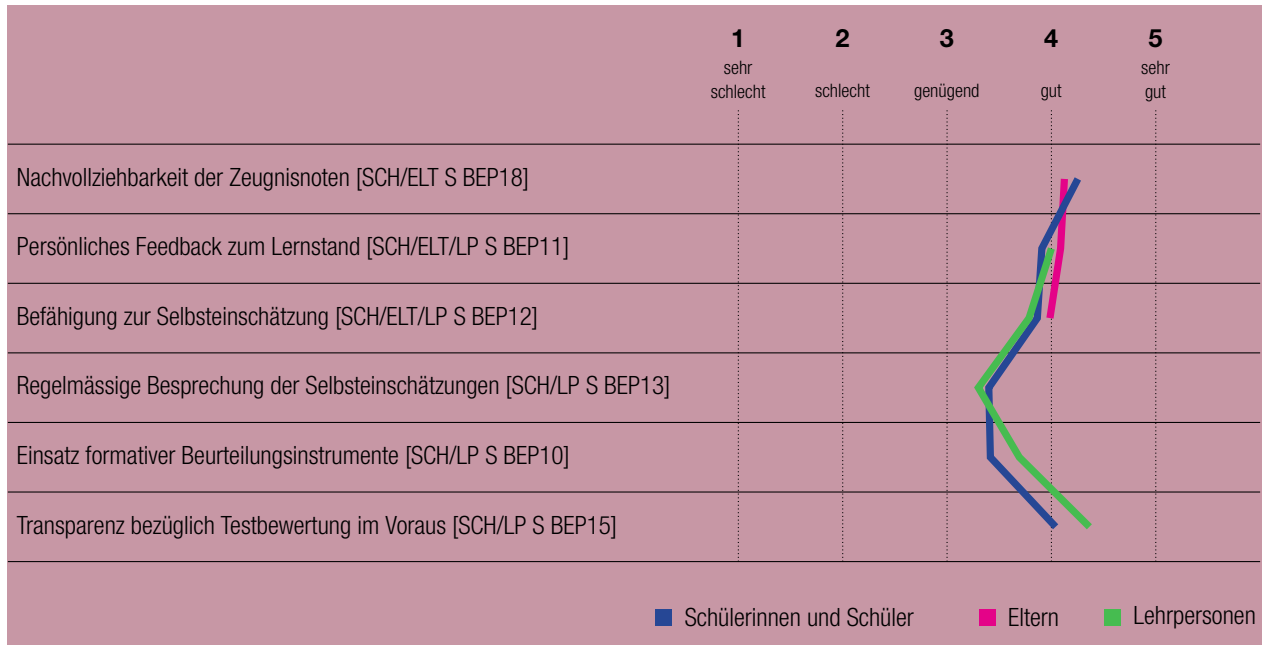 1 2 3 4 5
sehr schlecht schlecht genügend gut sehr gut
Nachvollziehbarkeit der Zeugnisnoten [SCH/ELT S BEP18]
Persönliches Feedback zum Lernstand [SCH/ELT/LP S BEP11]
Befähigung zur Selbsteinschätzung [SCH/ELT/LP S BEP12]
Regelmässige Besprechung der Selbsteinschätzungen [SCH/LP S BEP13]
Einsatz formativer Beurteilungsinstrumente [SCH/LP S BEP10]
Transparenz bezüglich Testbewertung im Voraus [SCH/LP S BEP15]
Schülerinnen und Schüler Eltern Lehrpersonen